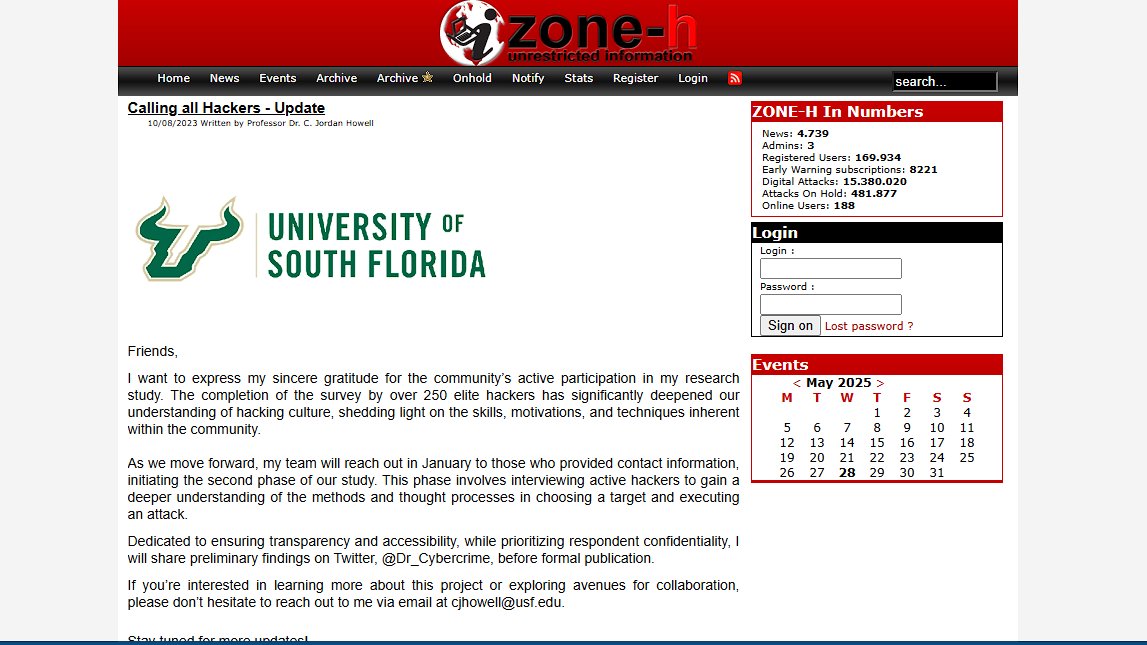 zone-h
unrestricted information
Home News Events Archive Archive Onhold Notify Stats Register Login
search...
Calling all Hackers - Update
10/08/2023 Written by Professor Dr. C. Jordan Howell
UNIVERSITY OF
SOUTH FLORIDA
Friends,
I want to express my sincere gratitude for the community’s active participation in my research
study. The completion of the survey by over 250 elite hackers has significantly deepened our
understanding of hacking culture, shedding light on the skills, motivations, and techniques inherent
within the community.
As we move forward, my team will reach out in January to those who provided contact information,
initiating the second phase of our study. This phase involves interviewing active hackers to gain a
deeper understanding of the methods and thought processes in choosing a target and executing
an attack.
Dedicated to ensuring transparency and accessibility, while prioritizing respondent confidentiality, I
will share preliminary findings on Twitter, @Dr_Cybercrime, before formal publication.
If you’re interested in learning more about this project or exploring avenues for collaboration,
please don’t hesitate to reach out to me via email at cjhowell@usf.edu.
Stay tuned for more updates!
ZONE-H In Numbers
News: 4.739
Admins: 3
Registered Users: 169.934
Early Warning subscriptions: 8221
Digital Attacks: 15.380.020
Attacks On Hold: 481.877
Online Users: 188
Login
Login :
Password :
Sign on Lost password ?
Events
< May 2025 >
M T W T F S S
1 2 3 4
5 6 7 8 9 10 11
12 13 14 15 16 17 18
19 20 21 22 23 24 25
26 27 28 29 30 31